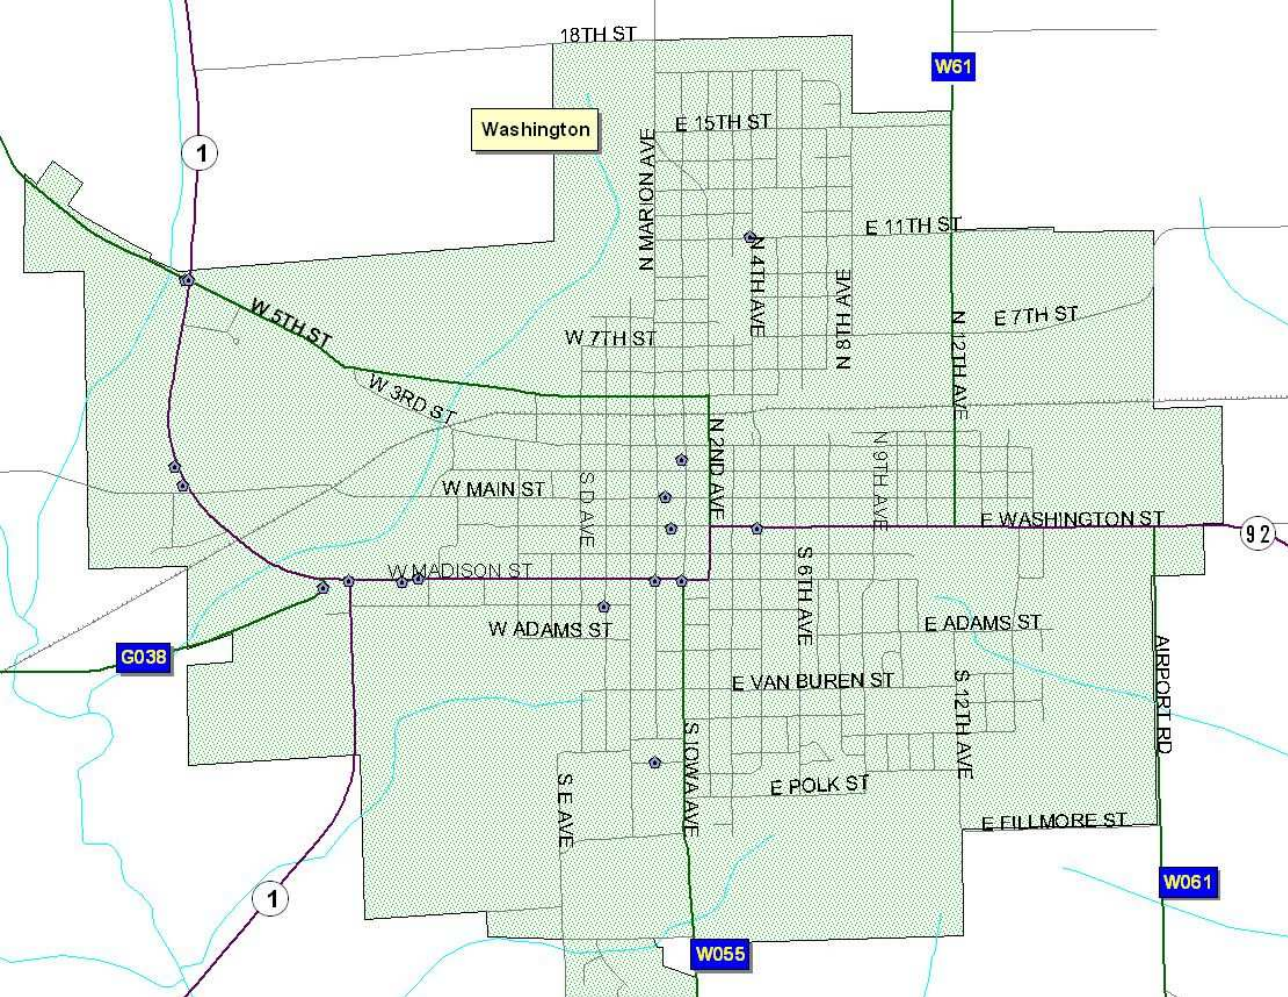 18TH ST
W61
E 15TH ST
Washington
1
N MARION AVE
E 11TH ST
N 4TH AVE
N 8TH AVE
W 5TH ST
E 7TH ST
N 12TH AVE
W 7TH ST
W 3RD ST
N 2ND AVE
N 9TH AVE
W MAIN ST
S D AVE
E WASHINGTON ST
92
W MADISON ST
S 6TH AVE
W ADAMS ST
E ADAMS ST
G038
AIRPORT RD
E VAN BUREN ST
S 12TH AVE
S IOWA AVE
S E AVE
E POLK ST
E FILLMORE ST
W061
1
W055